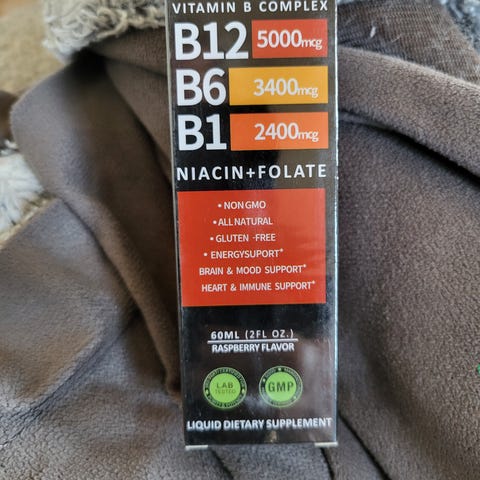 VITAMIN B COMPLEX
B12 5000mcg
B6 3400mcg
B1 2400mcg
NIACIN+FOLATE
• NON GMO
• ALL NATURAL
• GLUTEN -FREE
• ENERGYSUPORT*
BRAIN & MOOD SUPPORT*
HEART & IMMUNE SUPPORT*
60ML (2FL OZ.)
RASPBERRY FLAVOR
LAB
TESTED
GMP
LIQUID DIETARY SUPPLEMENT